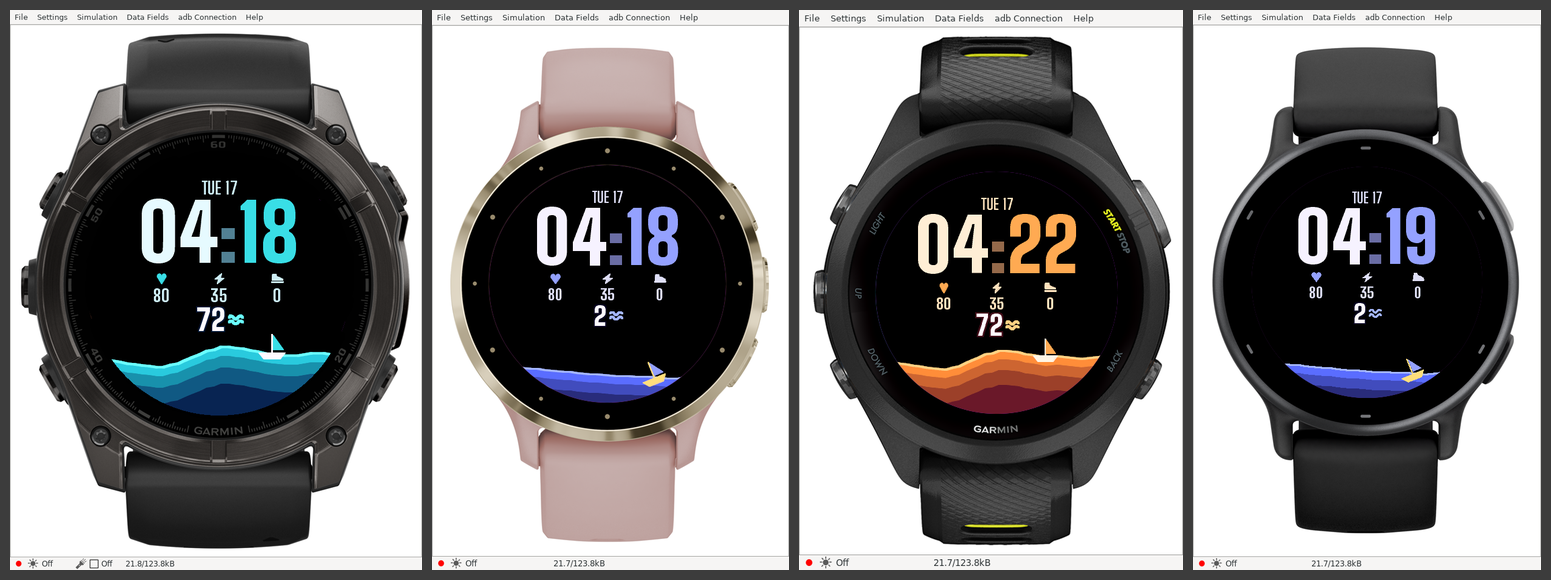 File Settings Simulation Data Fields adb Connection Help
60
50
40
20
TUE 17
04:18
80 35 0
72
GARMIN
Off Off 21.8/123.8kB
File Settings Simulation Data Fields adb Connection Help
TUE 17
04:18
80 35 0
2
Off 21.7/123.8kB
File Settings Simulation Data Fields adb Connection Help
LIGHT
START STOP
UP
DOWN
BACK
TUE 17
04:22
80 35 0
72
GARMIN
Off 21.7/123.8kB
File Settings Simulation Data Fields adb Connection Help
TUE 17
04:19
80 35 0
2
Off 21.7/123.8kB